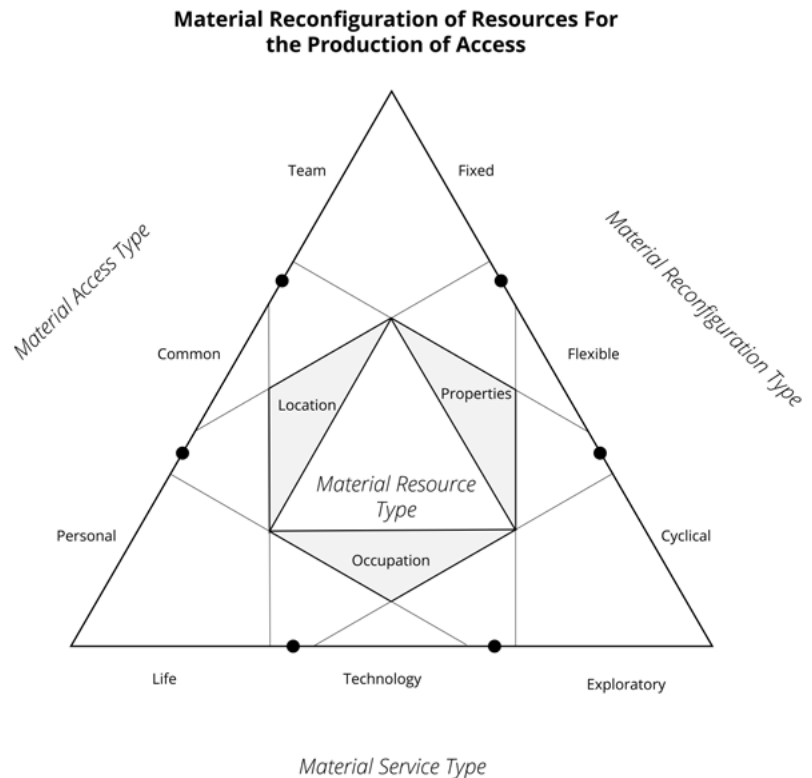 Material Reconfiguration of Resources For
the Production of Access
Team
Fixed
Material Access Type
Material Reconfiguration Type
Common
Flexible
Location
Properties
Material Resource
Type
Personal
Cyclical
Occupation
Life
Technology
Exploratory
Material Service Type